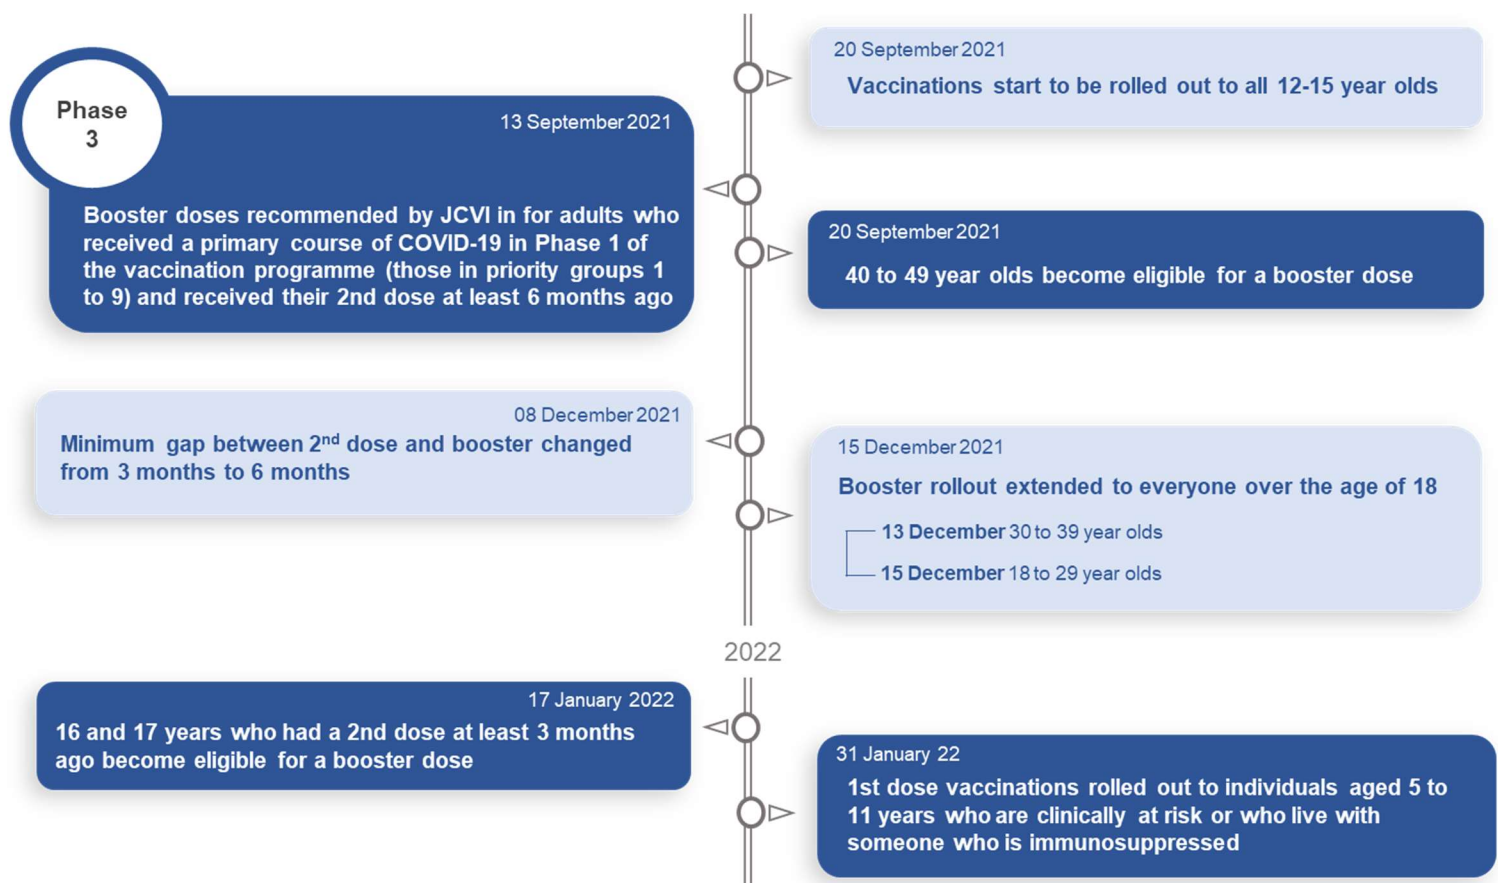 20 September 2021
Vaccinations start to be rolled out to all 12-15 year olds
Phase
3
13 September 2021
Booster doses recommended by JCVI in for adults who
received a primary course of COVID-19 in Phase 1 of
the vaccination programme (those in priority groups 1
to 9) and received their 2nd dose at least 6 months ago
20 September 2021
40 to 49 year olds become eligible for a booster dose
08 December 2021
Minimum gap between 2nd dose and booster changed
from 3 months to 6 months
15 December 2021
Booster rollout extended to everyone over the age of 18
13 December 30 to 39 year olds
15 December 18 to 29 year olds
2022
17 January 2022
16 and 17 years who had a 2nd dose at least 3 months
ago become eligible for a booster dose
31 January 22
1st dose vaccinations rolled out to individuals aged 5 to
11 years who are clinically at risk or who live with
someone who is immunosuppressed